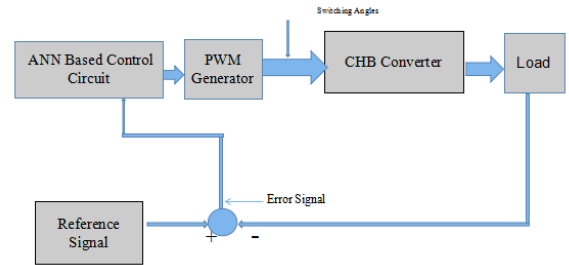 Switching Angles
ANN Based Control
Circuit
PWM
Generator
CHB Converter
Load
Error Signal
Reference
Signal
+
-